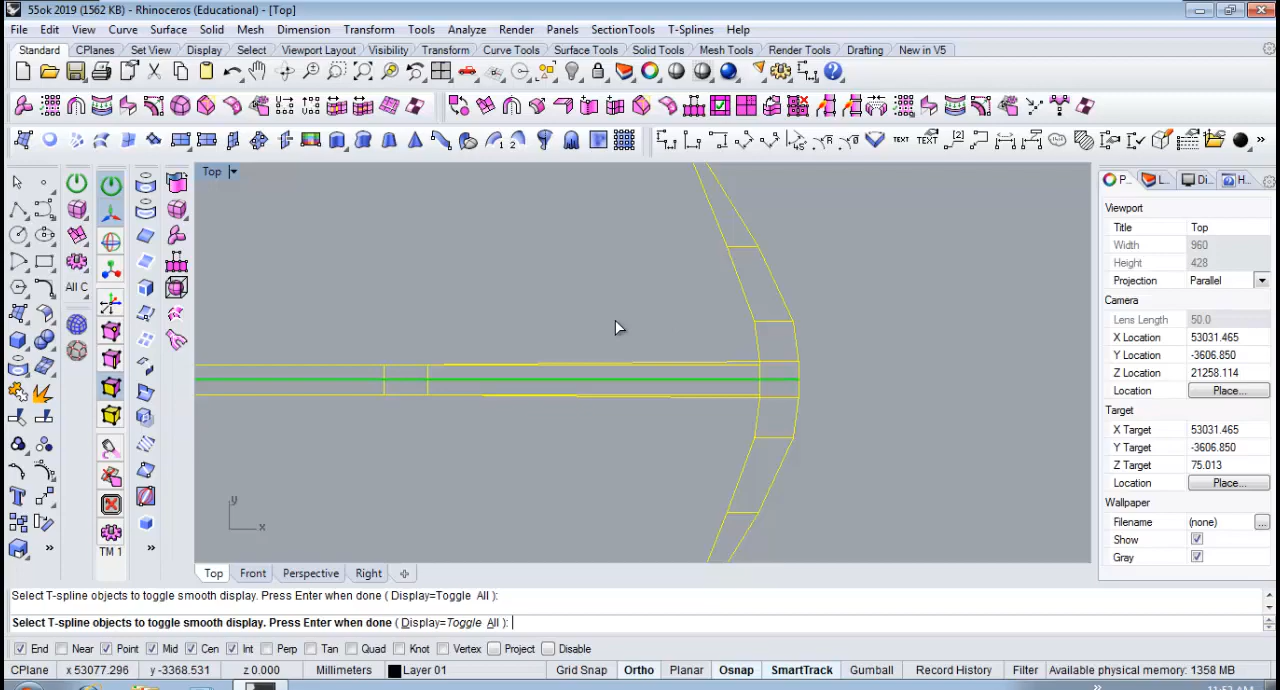 55ok 2019 (1562 KB) - Rhinoceros (Educational) - [Top]
File Edit View Curve Surface Solid Mesh Dimension Transform Tools Analyze Render Panels SectionTools T-Splines Help
Standard CPlanes Set View Display Select Viewport Layout Visibility Transform Curve Tools Surface Tools Solid Tools Mesh Tools Render Tools Drafting New in V5
TEXT TEXT
Top
P... L... Di... H...
Viewport
Title Top
Width 960
Height 428
Projection Parallel
Camera
Lens Length 50.0
X Location 53031.465
Y Location -3606.850
Z Location 21258.114
Location Place...
Target
X Target 53031.465
Y Target -3606.850
Z Target 75.013
Location Place...
Wallpaper
Filename (none) ...
Show
Gray
All C
TM 1
y
x
Top Front Perspective Right
Select T-spline objects to toggle smooth display. Press Enter when done ( Display=Toggle All ):
Select T-spline objects to toggle smooth display. Press Enter when done ( Display=Toggle All ):
End Near Point Mid Cen Int Perp Tan Quad Knot Vertex Project Disable
CPlane x 53077.296 y -3368.531 z 0.000 Millimeters Layer 01 Grid Snap Ortho Planar Osnap SmartTrack Gumball Record History Filter Available physical memory: 1358 MB